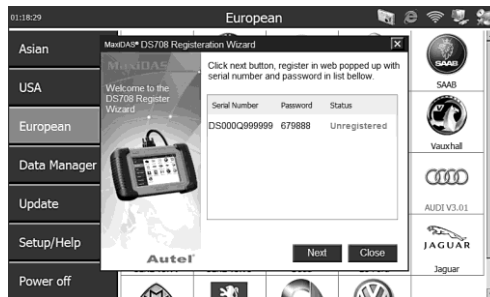 01:18:29
European
Asian
USA
European
Data Manager
Update
Setup/Help
Power off
MaxiDAS® DS708 Registeration Wizard
X
MaxiDAS
Welcome to the
DS708 Register
Wizard
Autel
Click next button, register in web popped up with
serial number and password in list bellow.
Serial Number Password Status
DS000Q999999 679888 Unregistered
Next Close
SAAB
SAAB
Vauxhall
AUDI V3.01
JAGUAR
Jaguar